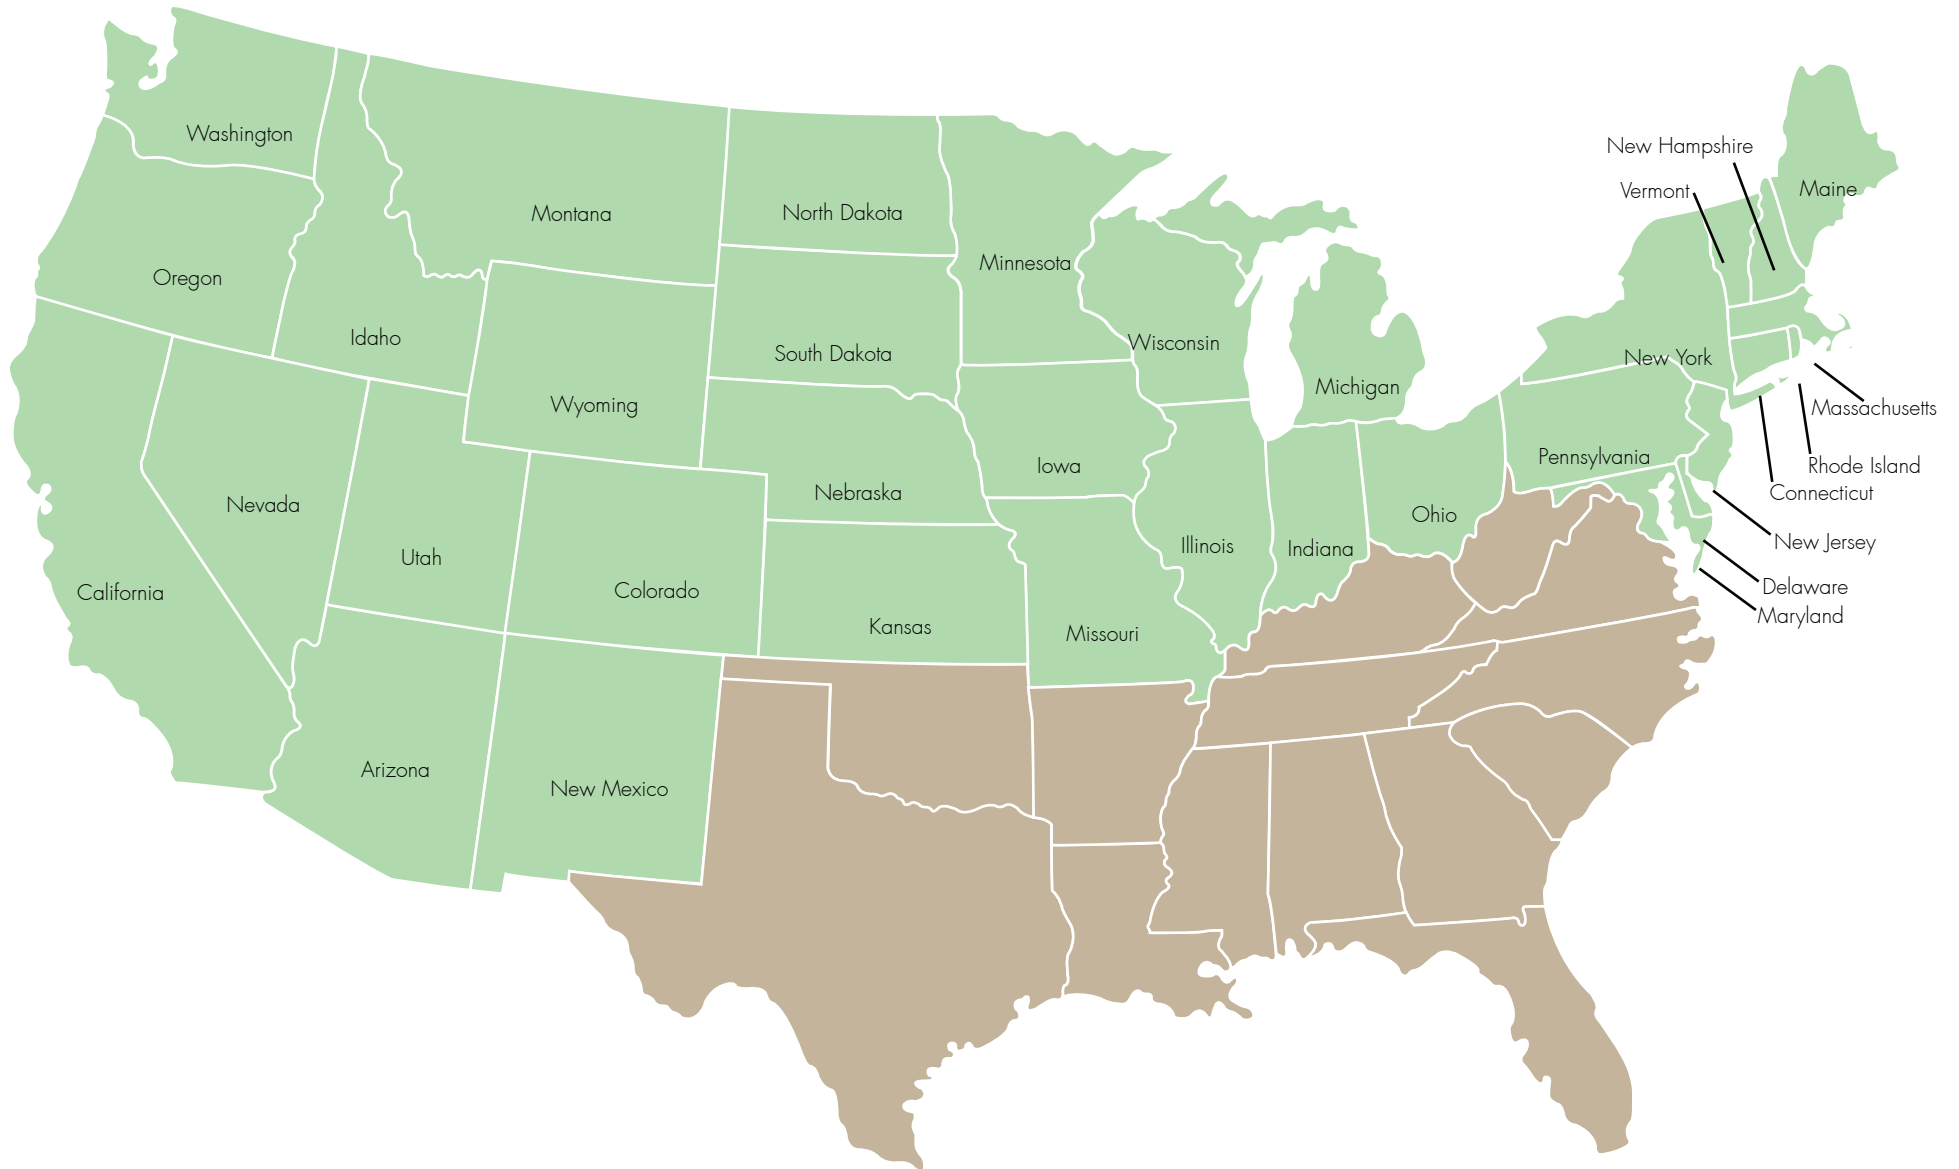 Washington
New Hampshire
Vermont
Maine
Montana
North Dakota
Minnesota
Oregon
Idaho
Wisconsin
South Dakota
New York
Michigan
Wyoming
Massachusetts
Pennsylvania
Iowa
Rhode Island
Nebraska
Connecticut
Nevada
Ohio
New Jersey
Illinois
Indiana
Utah
Colorado
California
Delaware
Maryland
Kansas
Missouri
Arizona
New Mexico